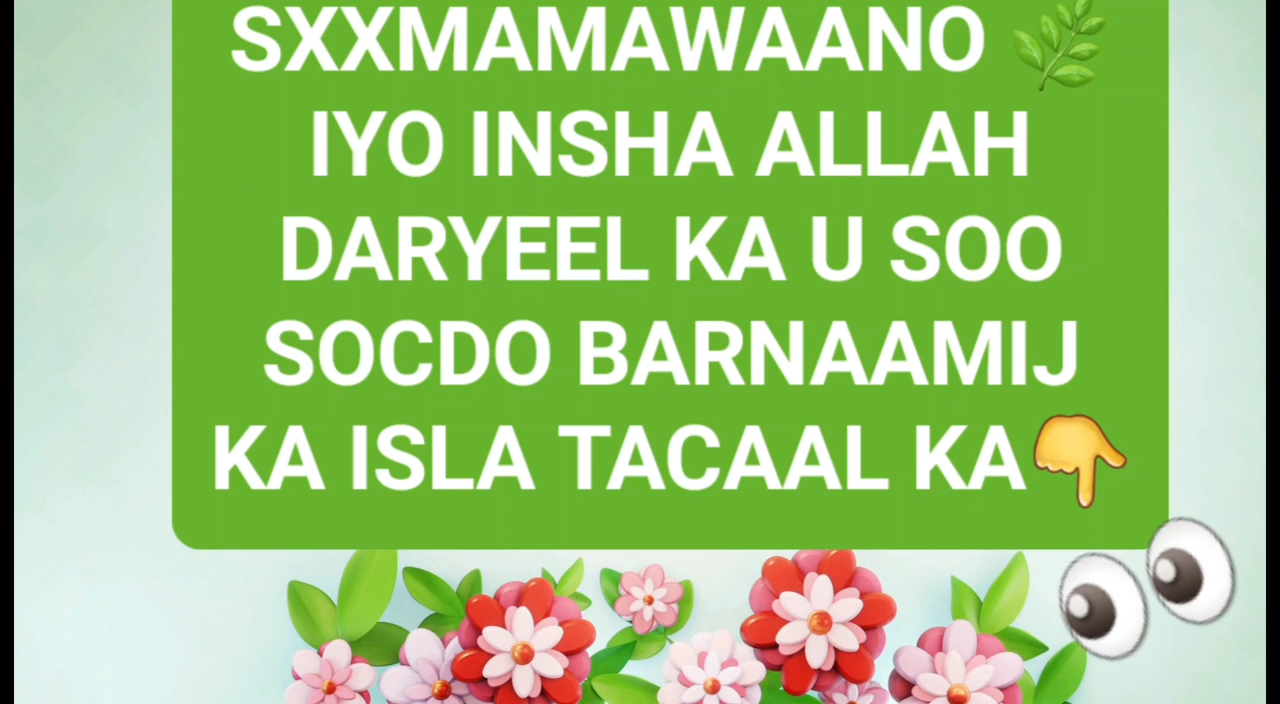 SXXMAMAWAANO 🌿
IYO INSHA ALLAH
DARYEEL KA U SOO
SOCDO BARNAAMIJ
KA ISLA TACAAL KA👇